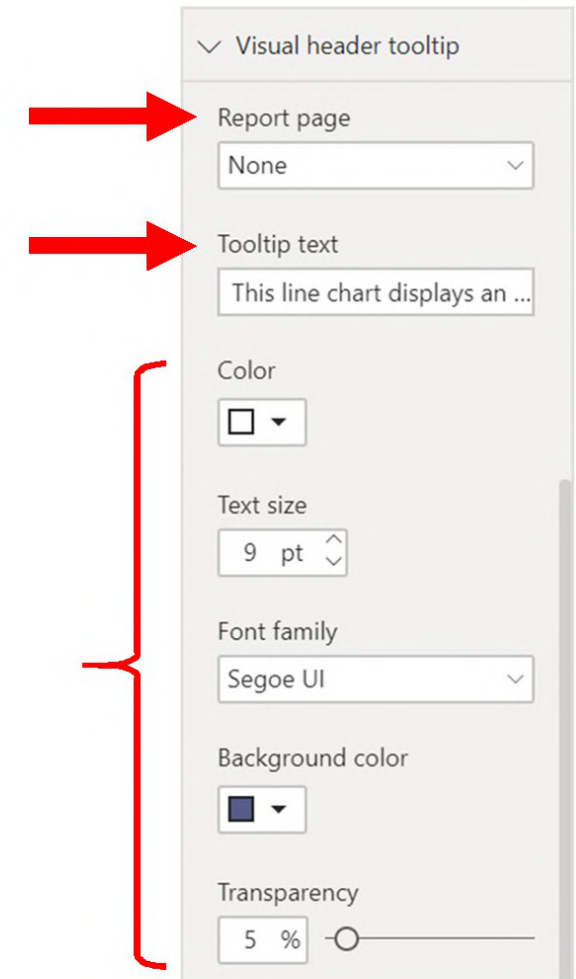 Visual header tooltip
Report page
None
Tooltip text
This line chart displays an ...
Color
Text size
9 pt
Font family
Segoe UI
Background color
Transparency
5 %